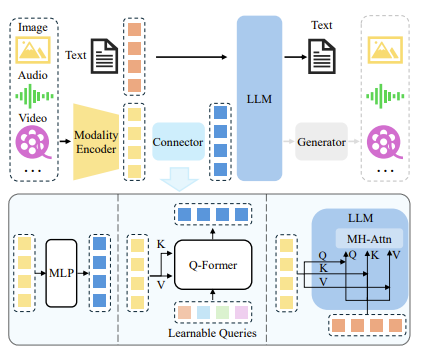 Image
Audio
Video
...
Text
Modality
Encoder
Connector
LLM
Text
Generator
...
MLP
K
V
Q-Former
Learnable Queries
LLM
MH-Attn
Q
K
V
Q
K
V